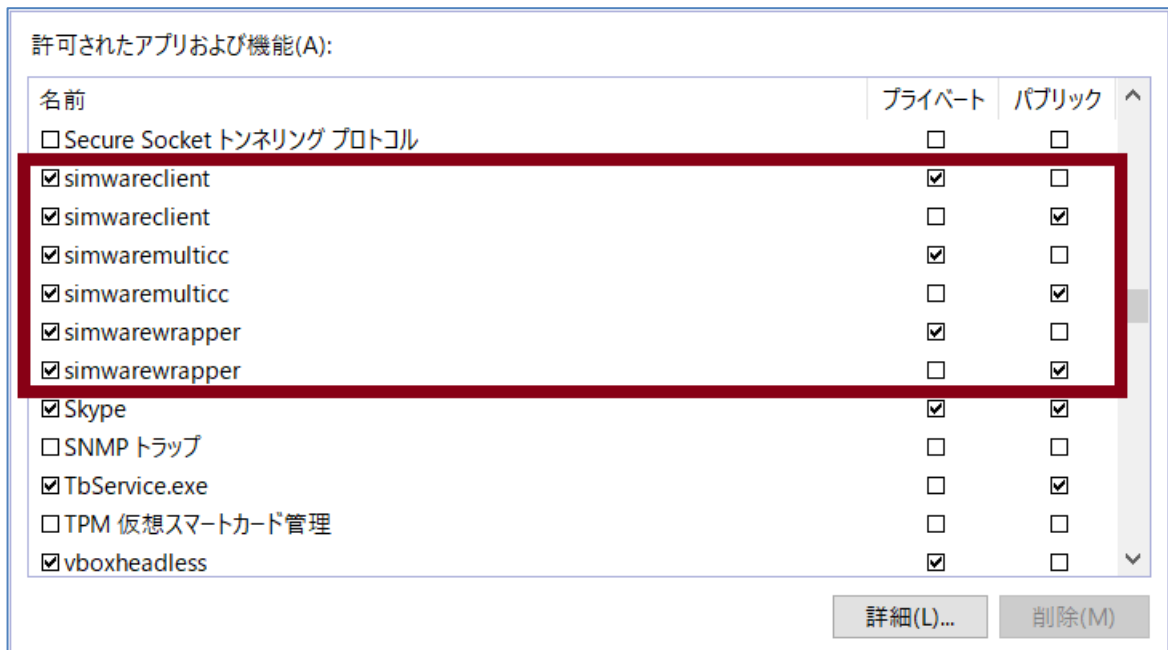 許可されたアプリおよび機能(A):
名前 プライベート パブリック
Secure Socket トンネリング プロトコル
simwareclient
simwareclient
simwaremulticc
simwaremulticc
simwarewrapper
simwarewrapper
Skype
SNMP トラップ
TbService.exe
TPM 仮想スマートカード管理
vboxheadless
詳細(L)... 削除(M)